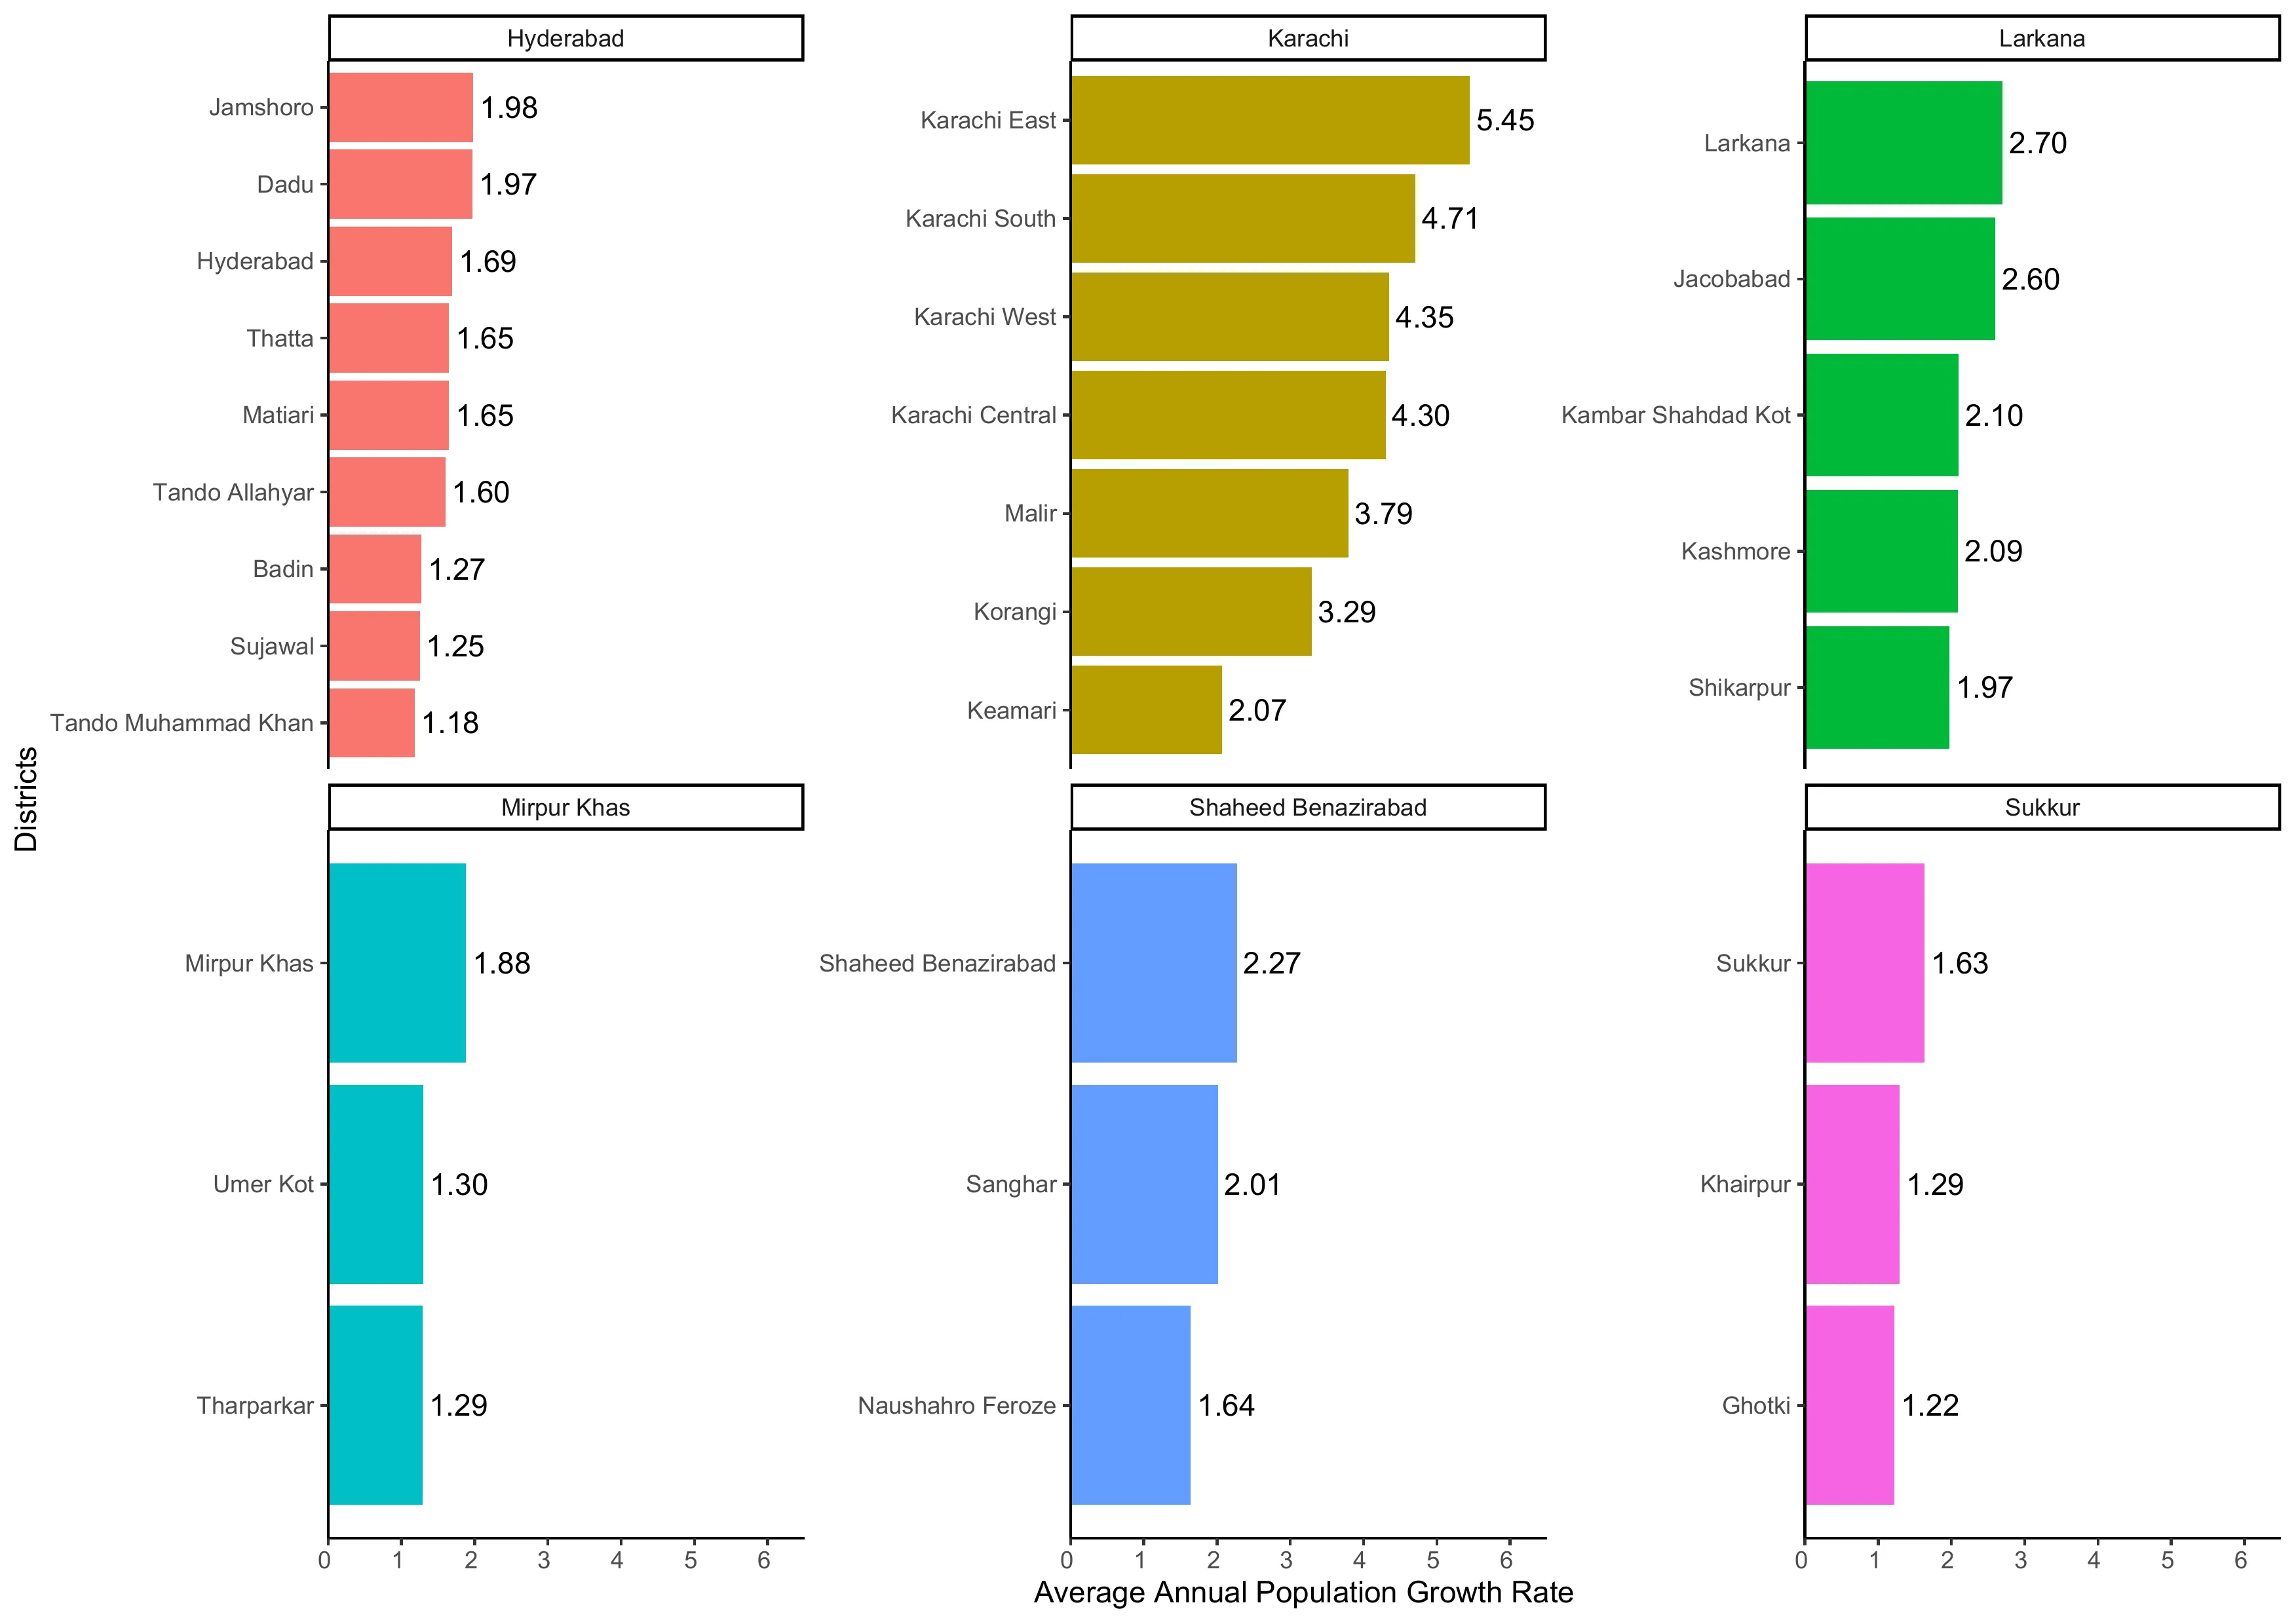 Hyderabad
Jamshoro 1.98
Dadu 1.97
Hyderabad 1.69
Thatta 1.65
Matiari 1.65
Tando Allahyar 1.60
Badin 1.27
Sujawal 1.25
Tando Muhammad Khan 1.18
Karachi
Karachi East 5.45
Karachi South 4.71
Karachi West 4.35
Karachi Central 4.30
Malir 3.79
Korangi 3.29
Keamari 2.07
Larkana
Larkana 2.70
Jacobabad 2.60
Kambar Shahdad Kot 2.10
Kashmore 2.09
Shikarpur 1.97
Districts
Mirpur Khas
Mirpur Khas 1.88
Umer Kot 1.30
Tharparkar 1.29
0 1 2 3 4 5 6
Shaheed Benazirabad
Shaheed Benazirabad 2.27
Sanghar 2.01
Naushahro Feroze 1.64
0 1 2 3 4 5 6
Sukkur
Sukkur 1.63
Khairpur 1.29
Ghotki 1.22
0 1 2 3 4 5 6
Average Annual Population Growth Rate